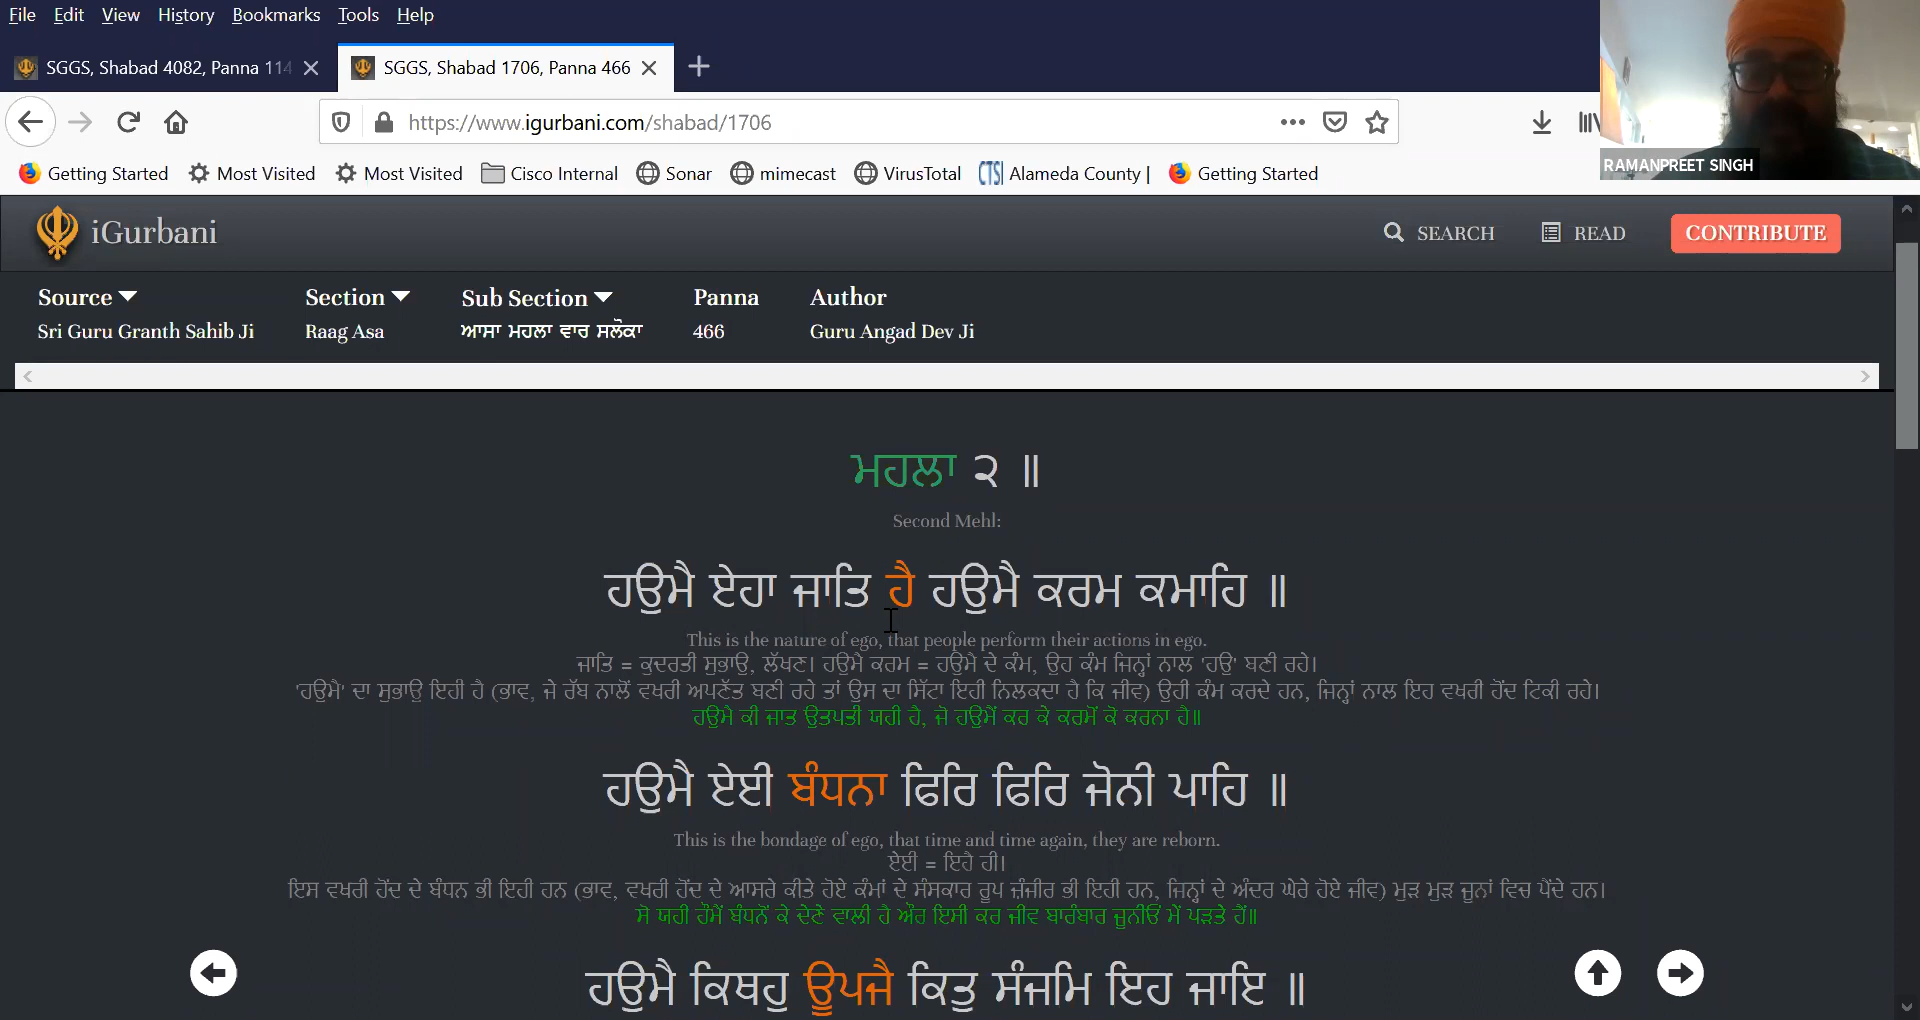 File Edit View History Bookmarks Tools Help
SGGS, Shabad 4082, Panna 114
SGGS, Shabad 1706, Panna 466
https://www.igurbani.com/shabad/1706
Getting Started Most Visited Most Visited Cisco Internal Sonar mimecast VirusTotal Alameda County | Getting Started
RAMANPREET SINGH
iGurbani
SEARCH READ CONTRIBUTE
Source Section Sub Section Panna Author
Sri Guru Granth Sahib Ji Raag Asa ਆਸਾ ਮਹਲਾ ਵਾਰ ਸਲੋਕਾ 466 Guru Angad Dev Ji
ਮਹਲਾ ੨ ॥
Second Mehl:
ਹਉਮੈ ਏਹਾ ਜਾਤਿ ਹੈ ਹਉਮੈ ਕਰਮ ਕਮਾਹਿ ॥
This is the nature of ego, that people perform their actions in ego.
ਜਾਤਿ = ਕੁਦਰਤੀ ਸੁਭਾਉ, ਲੱਖਣ। ਹਉਮੈ ਕਰਮ = ਹਉਮੈ ਦੇ ਕੰਮ, ਉਹ ਕੰਮ ਜਿਨ੍ਹਾਂ ਨਾਲ 'ਹਉ' ਬਣੀ ਰਹੇ।
'ਹਉਮੈ' ਦਾ ਸੁਭਾਉ ਇਹੀ ਹੈ (ਭਾਵ, ਜੇ ਰੱਬ ਨਾਲੋਂ ਵਖਰੀ ਅਪਣੱਤ ਬਣੀ ਰਹੇ ਤਾਂ ਉਸ ਦਾ ਸਿੱਟਾ ਇਹੀ ਨਿਲਕਦਾ ਹੈ ਕਿ ਜੀਵ) ਉਹੀ ਕੰਮ ਕਰਦੇ ਹਨ, ਜਿਨ੍ਹਾਂ ਨਾਲ ਇਹ ਵਖਰੀ ਹੋਂਦ ਟਿਕੀ ਰਹੇ।
ਹਉਮੈ ਕੀ ਜਾਤ ਉਤਪਤੀ ਯਹੀ ਹੈ, ਜੋ ਹਉਮੈਂ ਕਰ ਕੇ ਕਰਮੋਂ ਕੋ ਕਰਨਾ ਹੈ॥
ਹਉਮੈ ਏਈ ਬੰਧਨਾ ਫਿਰਿ ਫਿਰਿ ਜੋਨੀ ਪਾਹਿ ॥
This is the bondage of ego, that time and time again, they are reborn.
ਏਈ = ਇਹੈ ਹੀ।
ਇਸ ਵਖਰੀ ਹੋਂਦ ਦੇ ਬੰਧਨ ਭੀ ਇਹੀ ਹਨ (ਭਾਵ, ਵਖਰੀ ਹੋਂਦ ਦੇ ਆਸਰੇ ਕੀਤੇ ਹੋਏ ਕੰਮਾਂ ਦੇ ਸੰਸਕਾਰ ਰੂਪ ਜ਼ੰਜੀਰ ਭੀ ਇਹੀ ਹਨ, ਜਿਨ੍ਹਾਂ ਦੇ ਅੰਦਰ ਘੇਰੇ ਹੋਏ ਜੀਵ) ਮੁੜ ਮੁੜ ਜੂਨਾਂ ਵਿਚ ਪੈਂਦੇ ਹਨ।
ਸੋ ਯਹੀ ਹੌਮੈਂ ਬੰਧਨੋਂ ਕੇ ਦੇਣੇ ਵਾਲੀ ਹੈ ਔਰ ਇਸੀ ਕਰ ਜੀਵ ਬਾਰੰਬਾਰ ਜੂਨੀਓਂ ਮੇਂ ਪੜਤੇ ਹੈਂ॥
ਹਉਮੈ ਕਿਥਹੁ ਊਪਜੈ ਕਿਤੁ ਸੰਜਮਿ ਇਹ ਜਾਇ ॥